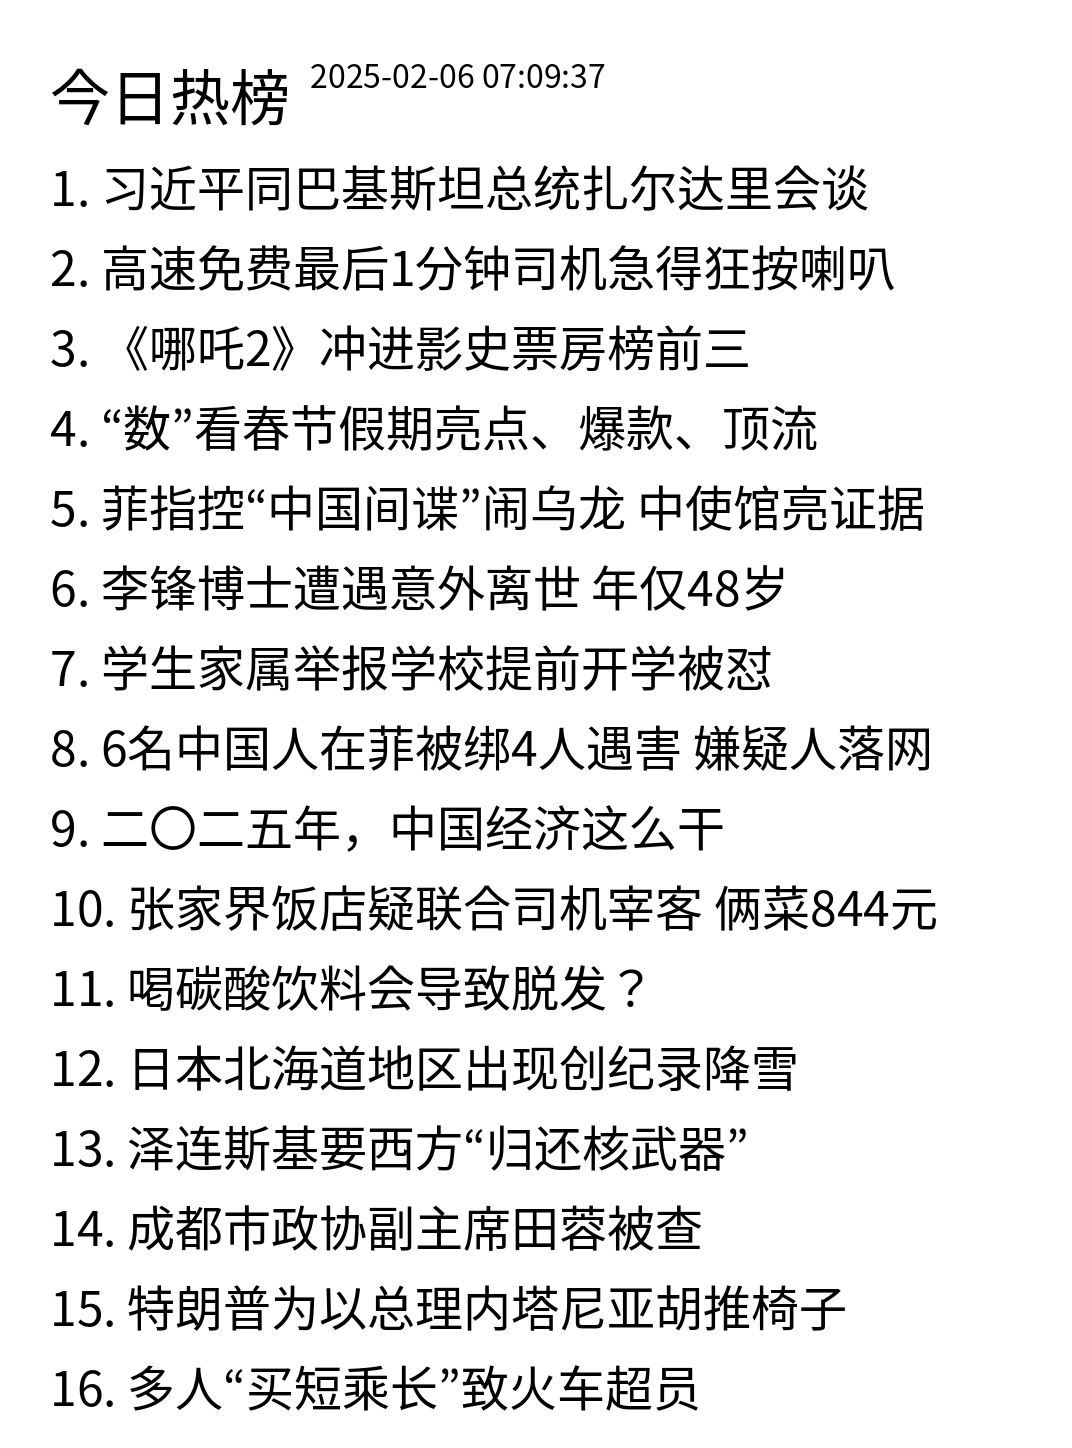 今日热榜 2025-02-06 07:09:37
1. 习近平同巴基斯坦总统扎尔达里会谈
2. 高速免费最后1分钟司机急得狂按喇叭
3. 《哪吒2》冲进影史票房榜前三
4. “数”看春节假期亮点、爆款、顶流
5. 菲指控“中国间谍”闹乌龙 中使馆亮证据
6. 李锋博士遭遇意外离世 年仅48岁
7. 学生家属举报学校提前开学被怼
8. 6名中国人在菲被绑4人遇害 嫌疑人落网
9. 二〇二五年，中国经济这么干
10. 张家界饭店疑联合司机宰客 俩菜844元
11. 喝碳酸饮料会导致脱发？
12. 日本北海道地区出现创纪录降雪
13. 泽连斯基要西方“归还核武器”
14. 成都市政协副主席田蓉被查
15. 特朗普为以总理内塔尼亚胡推椅子
16. 多人“买短乘长”致火车超员